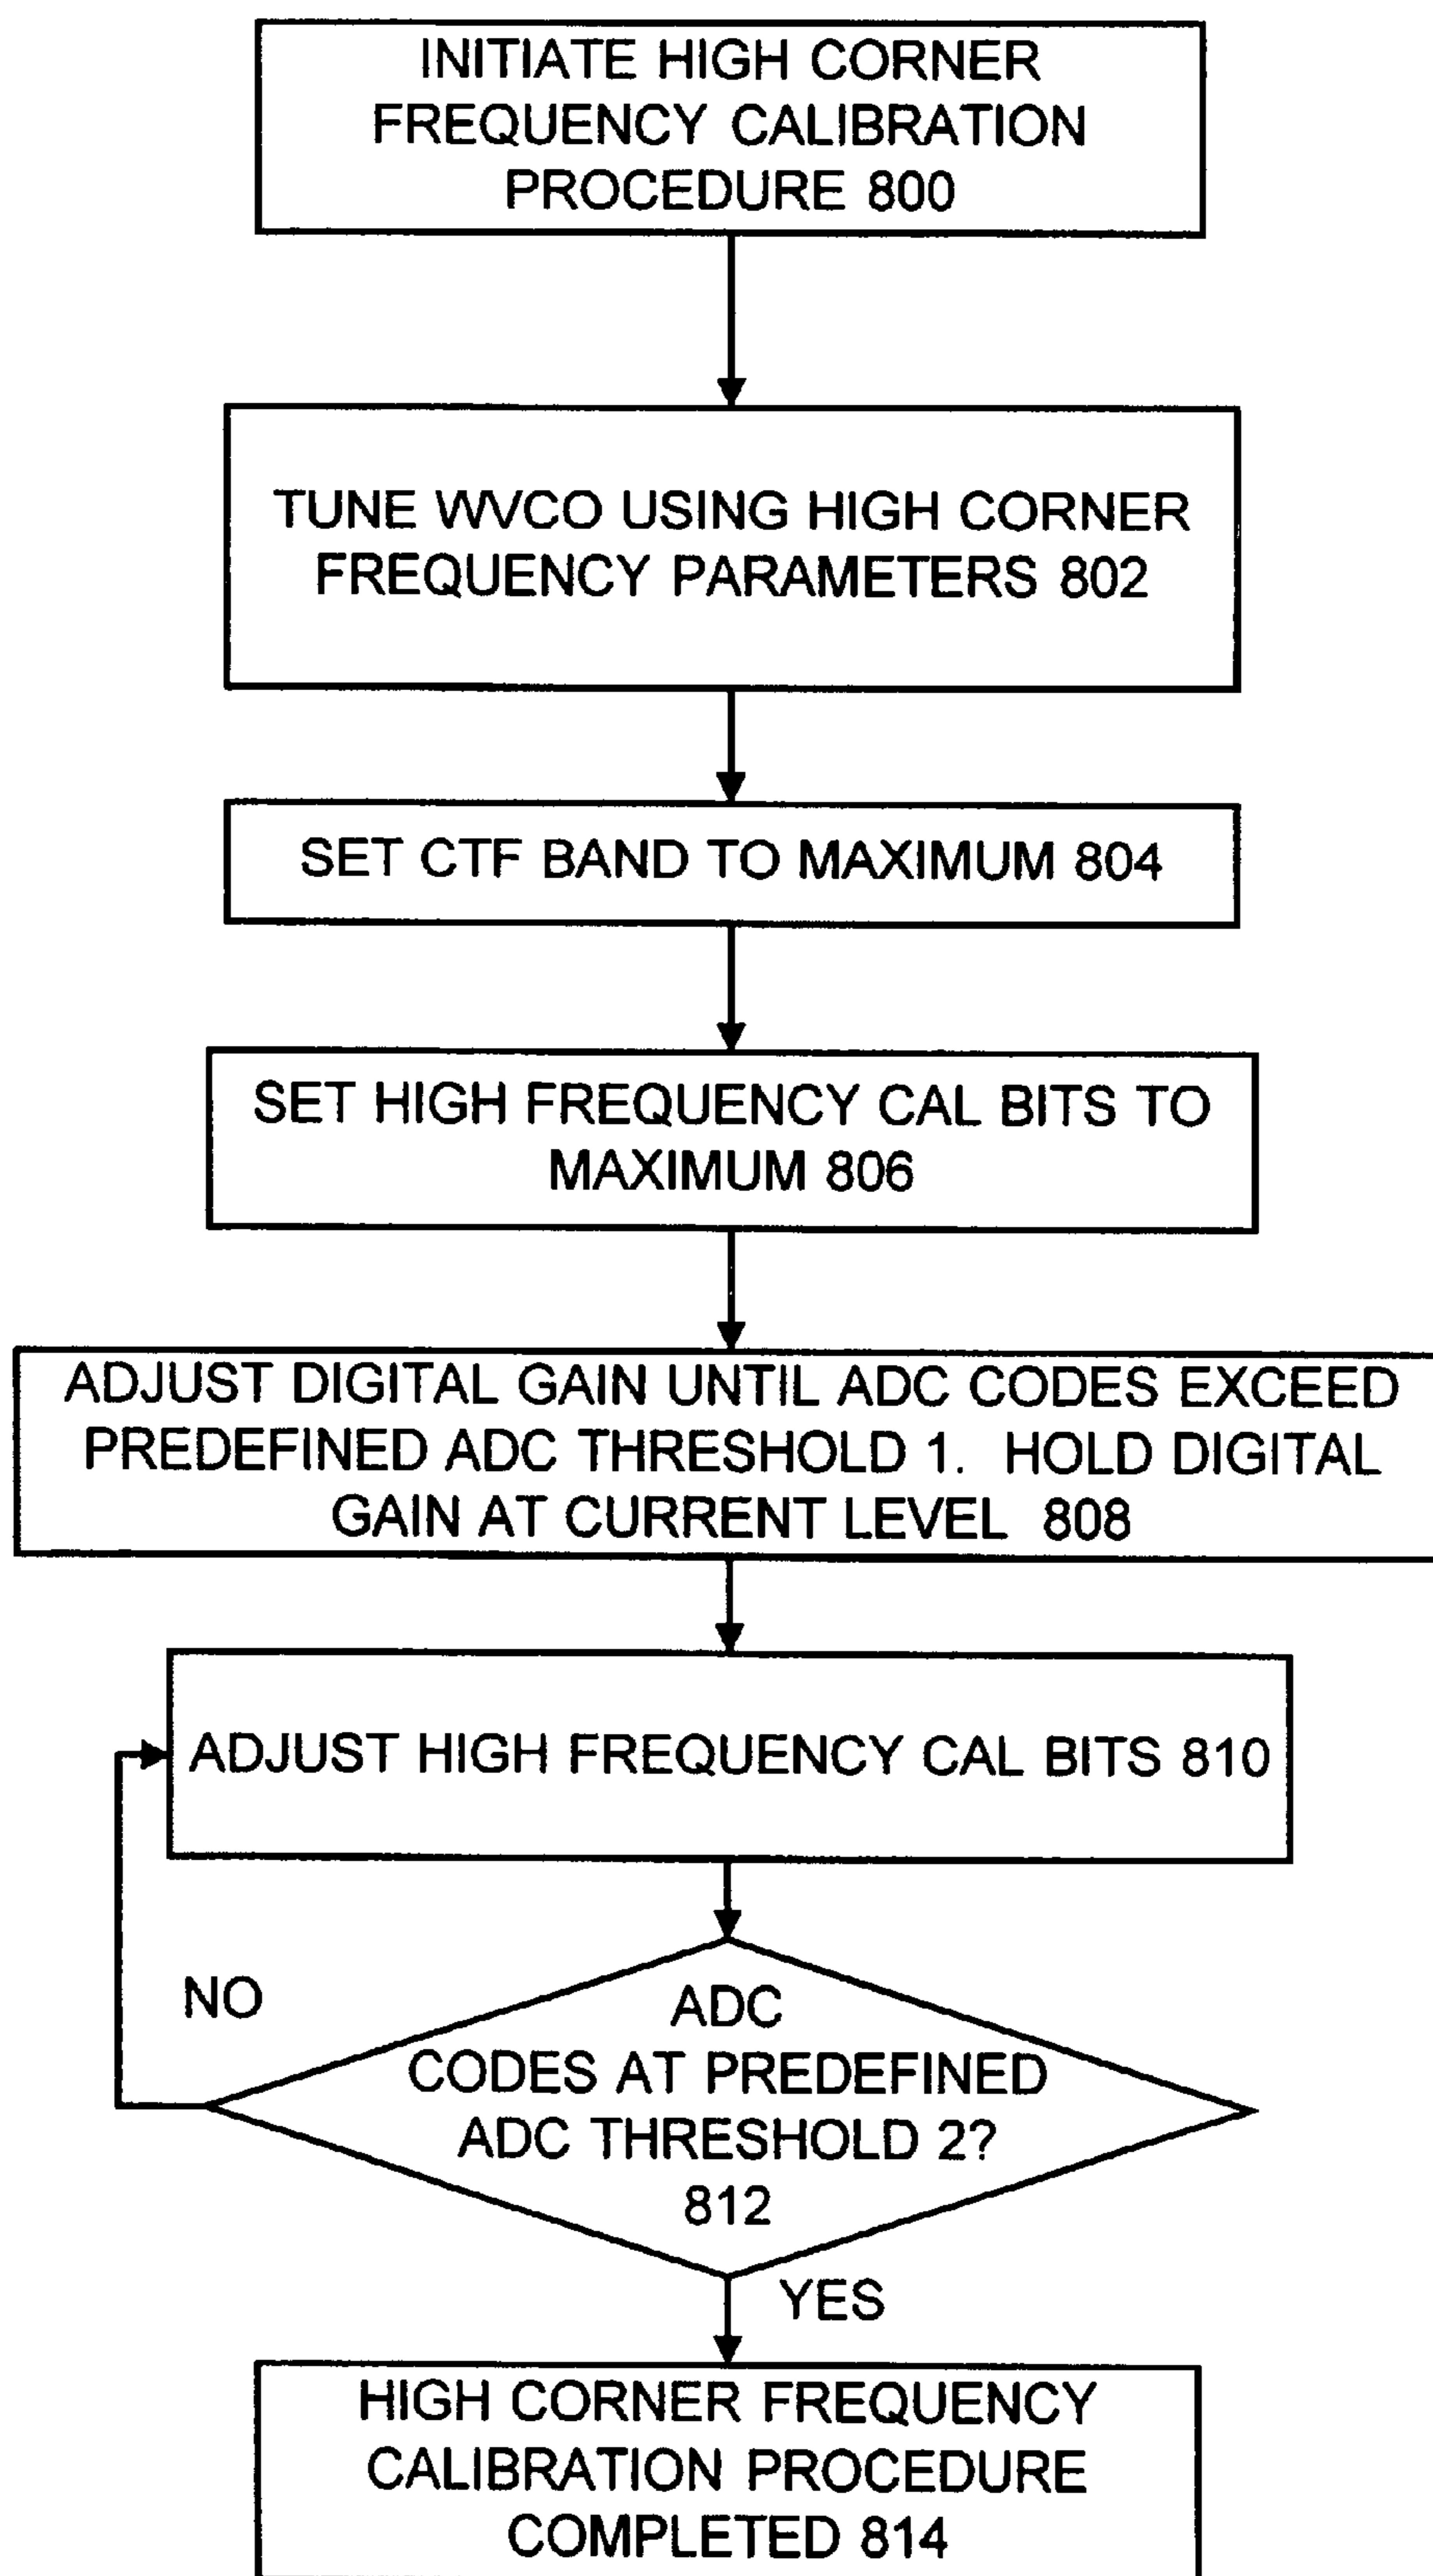 INITIATE HIGH CORNER
FREQUENCY CALIBRATION
PROCEDURE 800
TUNE WVCO USING HIGH CORNER
FREQUENCY PARAMETERS 802
SET CTF BAND TO MAXIMUM 804
SET HIGH FREQUENCY CAL BITS TO
MAXIMUM 806
ADJUST DIGITAL GAIN UNTIL ADC CODES EXCEED
PREDEFINED ADC THRESHOLD 1. HOLD DIGITAL
GAIN AT CURRENT LEVEL 808
ADJUST HIGH FREQUENCY CAL BITS 810
NO
ADC
CODES AT PREDEFINED
ADC THRESHOLD 2?
812
YES
HIGH CORNER FREQUENCY
CALIBRATION PROCEDURE
COMPLETED 814